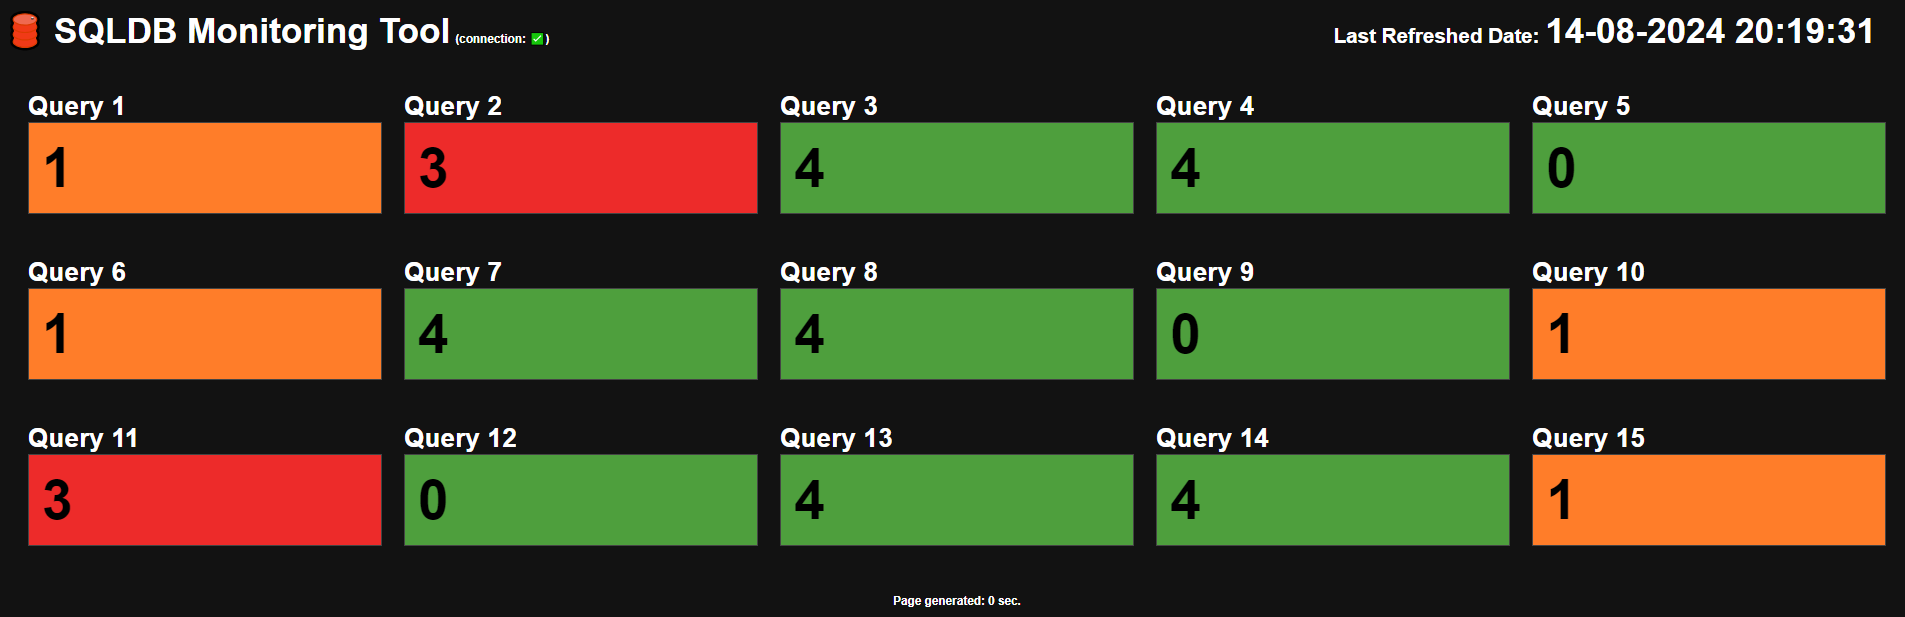 SQLDB Monitoring Tool (connection: ✅)
Last Refreshed Date: 14-08-2024 20:19:31
Query 1
1
Query 2
3
Query 3
4
Query 4
4
Query 5
0
Query 6
1
Query 7
4
Query 8
4
Query 9
0
Query 10
1
Query 11
3
Query 12
0
Query 13
4
Query 14
4
Query 15
1
Page generated: 0 sec.